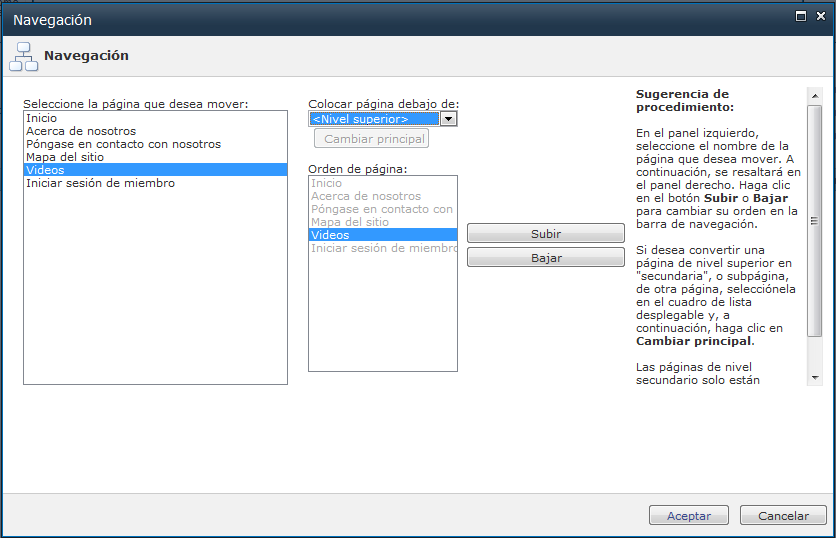 Navegación
Navegación
Seleccione la página que desea mover:
Inicio
Acerca de nosotros
Póngase en contacto con nosotros
Mapa del sitio
Videos
Iniciar sesión de miembro
Colocar página debajo de:
<Nivel superior>
Cambiar principal
Orden de página:
Inicio
Acerca de nosotros
Póngase en contacto con
Mapa del sitio
Videos
Iniciar sesión de miembro
Subir
Bajar
Sugerencia de
procedimiento:
En el panel izquierdo,
seleccione el nombre de la
página que desea mover. A
continuación, se resaltará en
el panel derecho. Haga clic
en el botón Subir o Bajar
para cambiar su orden en la
barra de navegación.
Si desea convertir una
página de nivel superior en
"secundaria", o subpágina,
de otra página, selecciónela
en el cuadro de lista
desplegable y, a
continuación, haga clic en
Cambiar principal.
Las páginas de nivel
secundario solo están
Aceptar
Cancelar